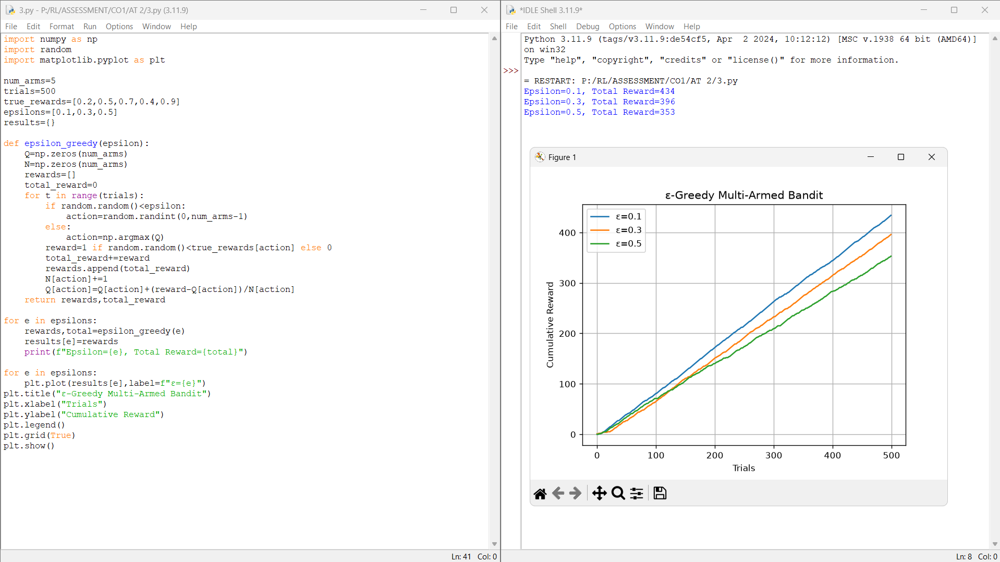 3.py - P:/RL/ASSESSMENT/CO1/AT 2/3.py (3.11.9)
File Edit Format Run Options Window Help
import numpy as np
import random
import matplotlib.pyplot as plt

num_arms=5
trials=500
true_rewards=[0.2,0.5,0.7,0.4,0.9]
epsilons=[0.1,0.3,0.5]
results={}

def epsilon_greedy(epsilon):
    Q=np.zeros(num_arms)
    N=np.zeros(num_arms)
    rewards=[]
    total_reward=0
    for t in range(trials):
        if random.random()<epsilon:
            action=random.randint(0,num_arms-1)
        else:
            action=np.argmax(Q)
        reward=1 if random.random()<true_rewards[action] else 0
        total_reward+=reward
        rewards.append(total_reward)
        N[action]+=1
        Q[action]=Q[action]+(reward-Q[action])/N[action]
    return rewards,total_reward

for e in epsilons:
    rewards,total=epsilon_greedy(e)
    results[e]=rewards
    print(f"Epsilon={e}, Total Reward={total}")

for e in epsilons:
    plt.plot(results[e],label=f"ε={e}")
plt.title("ε-Greedy Multi-Armed Bandit")
plt.xlabel("Trials")
plt.ylabel("Cumulative Reward")
plt.legend()
plt.grid(True)
plt.show()
Ln: 41 Col: 0
*IDLE Shell 3.11.9*
File Edit Shell Debug Options Window Help
Python 3.11.9 (tags/v3.11.9:de54cf5, Apr  2 2024, 10:12:12) [MSC v.1938 64 bit (AMD64)]
on win32
Type "help", "copyright", "credits" or "license()" for more information.
>>>
= RESTART: P:/RL/ASSESSMENT/CO1/AT 2/3.py
Epsilon=0.1, Total Reward=434
Epsilon=0.3, Total Reward=396
Epsilon=0.5, Total Reward=353
Figure 1
ε-Greedy Multi-Armed Bandit
ε=0.1
ε=0.3
ε=0.5
400
300
200
100
0
Cumulative Reward
0 100 200 300 400 500
Trials
Ln: 8 Col: 0